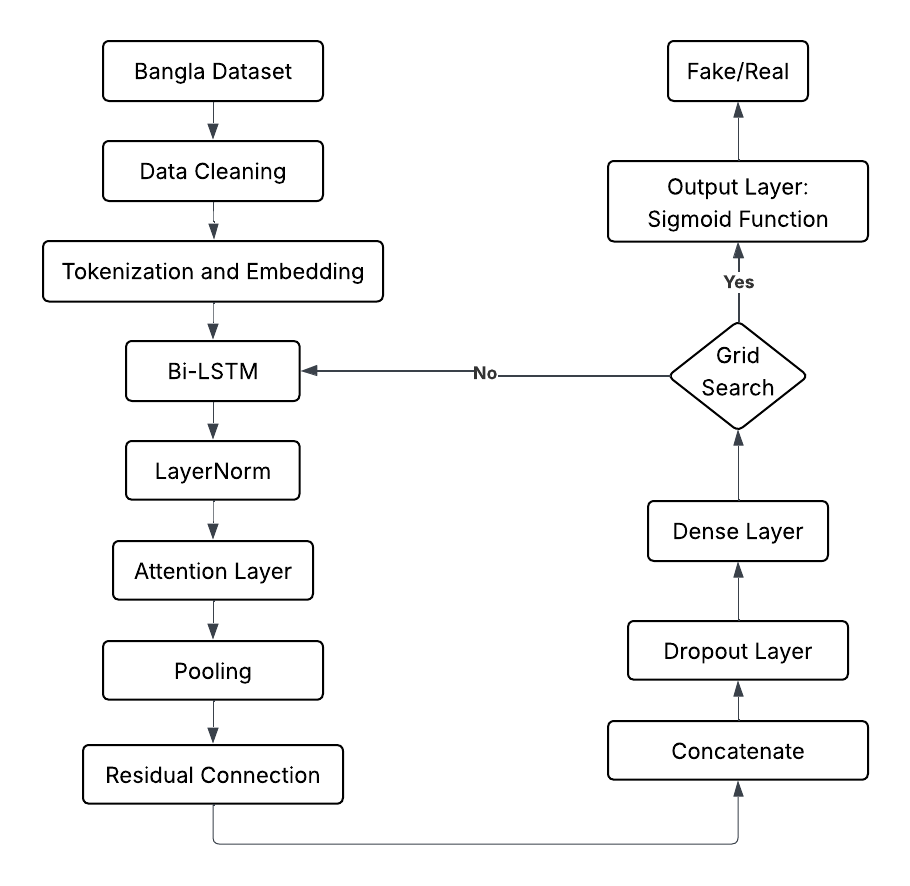 Bangla Dataset
Data Cleaning
Tokenization and Embedding
Bi-LSTM
LayerNorm
Attention Layer
Pooling
Residual Connection
Concatenate
Dropout Layer
Dense Layer
Grid
Search
No
Yes
Output Layer:
Sigmoid Function
Fake/Real